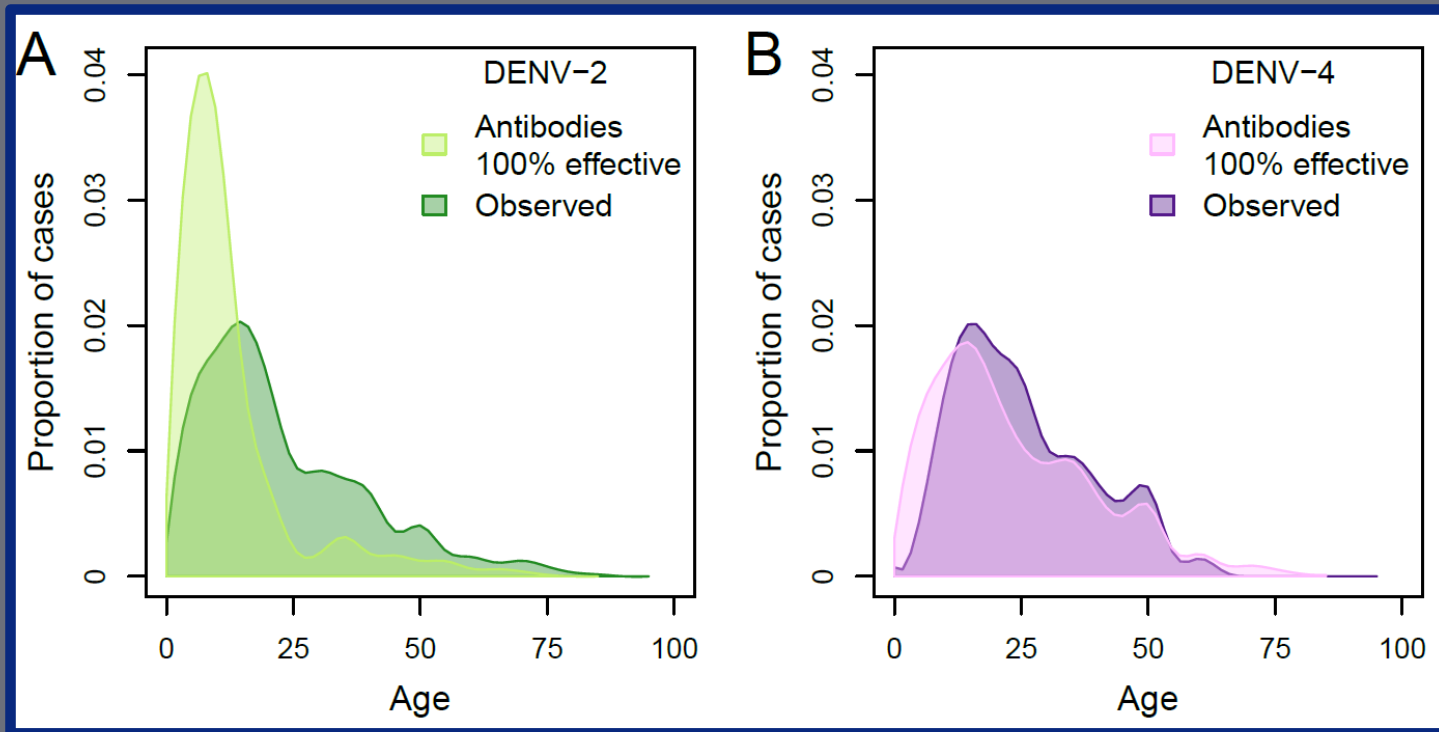 A
DENV−2
Antibodies
100% effective
Observed
Proportion of cases
0.04
0.03
0.02
0.01
0
0 25 50 75 100
Age
B
DENV−4
Antibodies
100% effective
Observed
Proportion of cases
0.04
0.03
0.02
0.01
0
0 25 50 75 100
Age